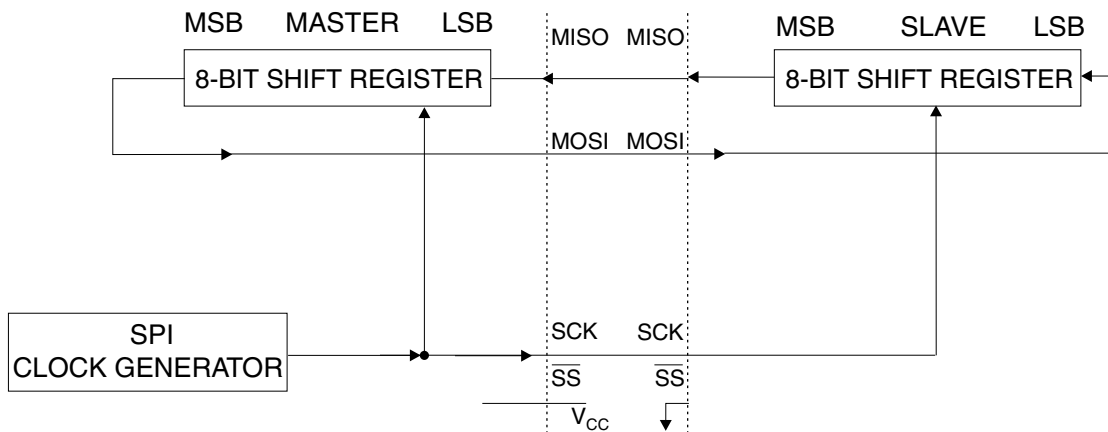 MSB MASTER LSB
MISO MISO
MSB SLAVE LSB
8-BIT SHIFT REGISTER
8-BIT SHIFT REGISTER
MOSI MOSI
SPI
CLOCK GENERATOR
SCK SCK
SS SS
VCC